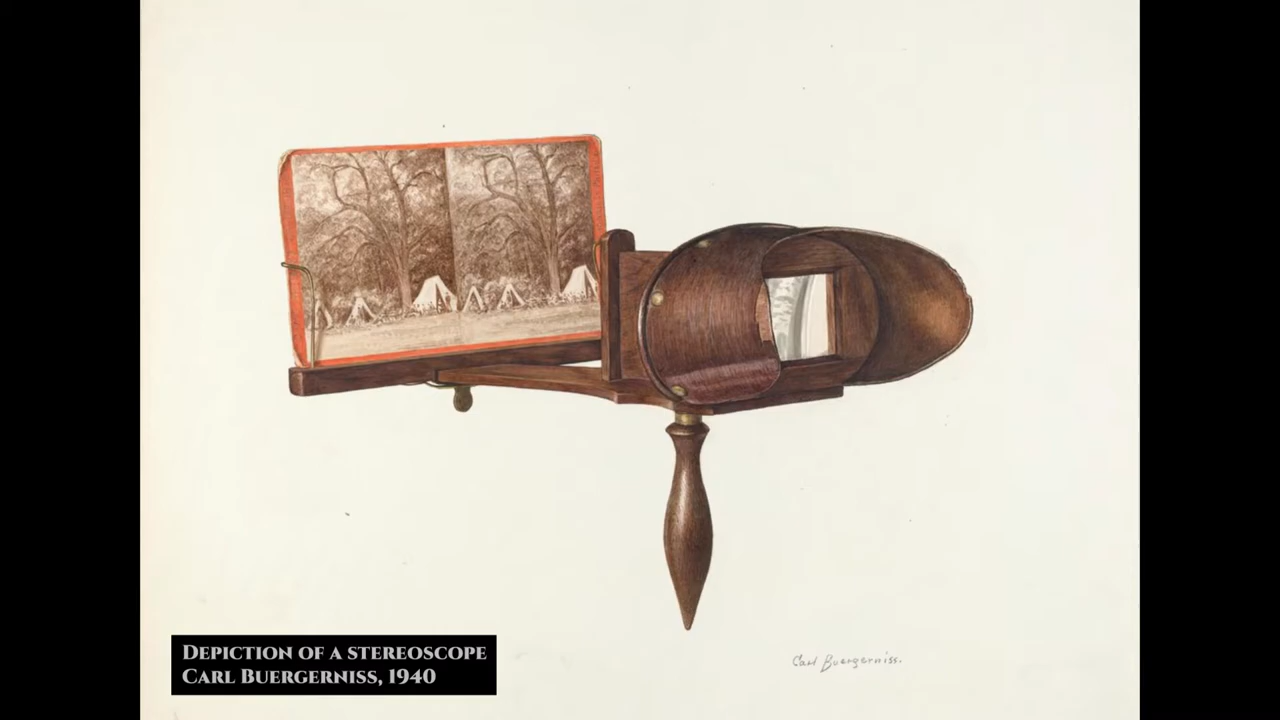 Depiction of a stereoscope
Carl Buergerniss, 1940
Carl Buergerniss.